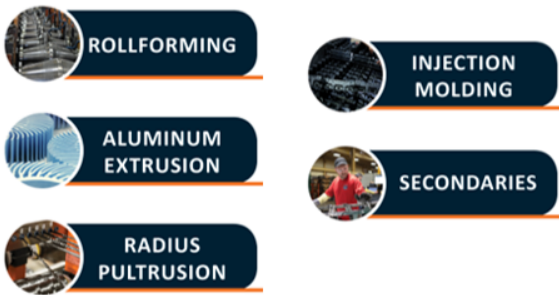 ROLLFORMING
ALUMINUM
EXTRUSION
RADIUS
PULTRUSION
INJECTION
MOLDING
SECONDARIES